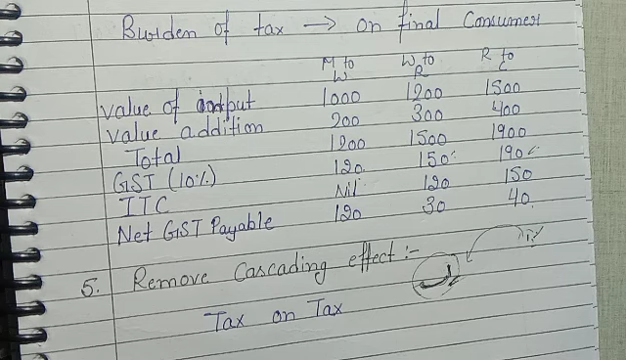 Burden of tax → on final Consumer
M to W W to R R to C
value of input 1000 1200 1500
value addition 200 300 400
Total 1200 1500 1900
GST (10%) 120 150 190
ITC Nil 120 150
Net GST Payable 120 30 40
5. Remove Cascading effect :-
Tax on Tax